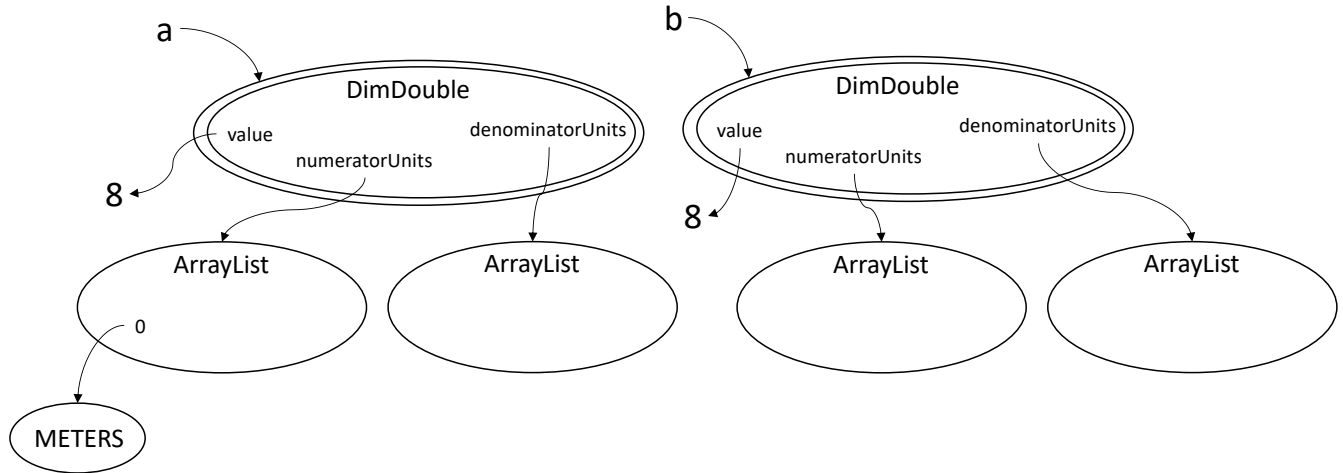 a
DimDouble
value
numeratorUnits
denominatorUnits
8
ArrayList
0
METERS
ArrayList
b
DimDouble
value
numeratorUnits
denominatorUnits
8
ArrayList
ArrayList